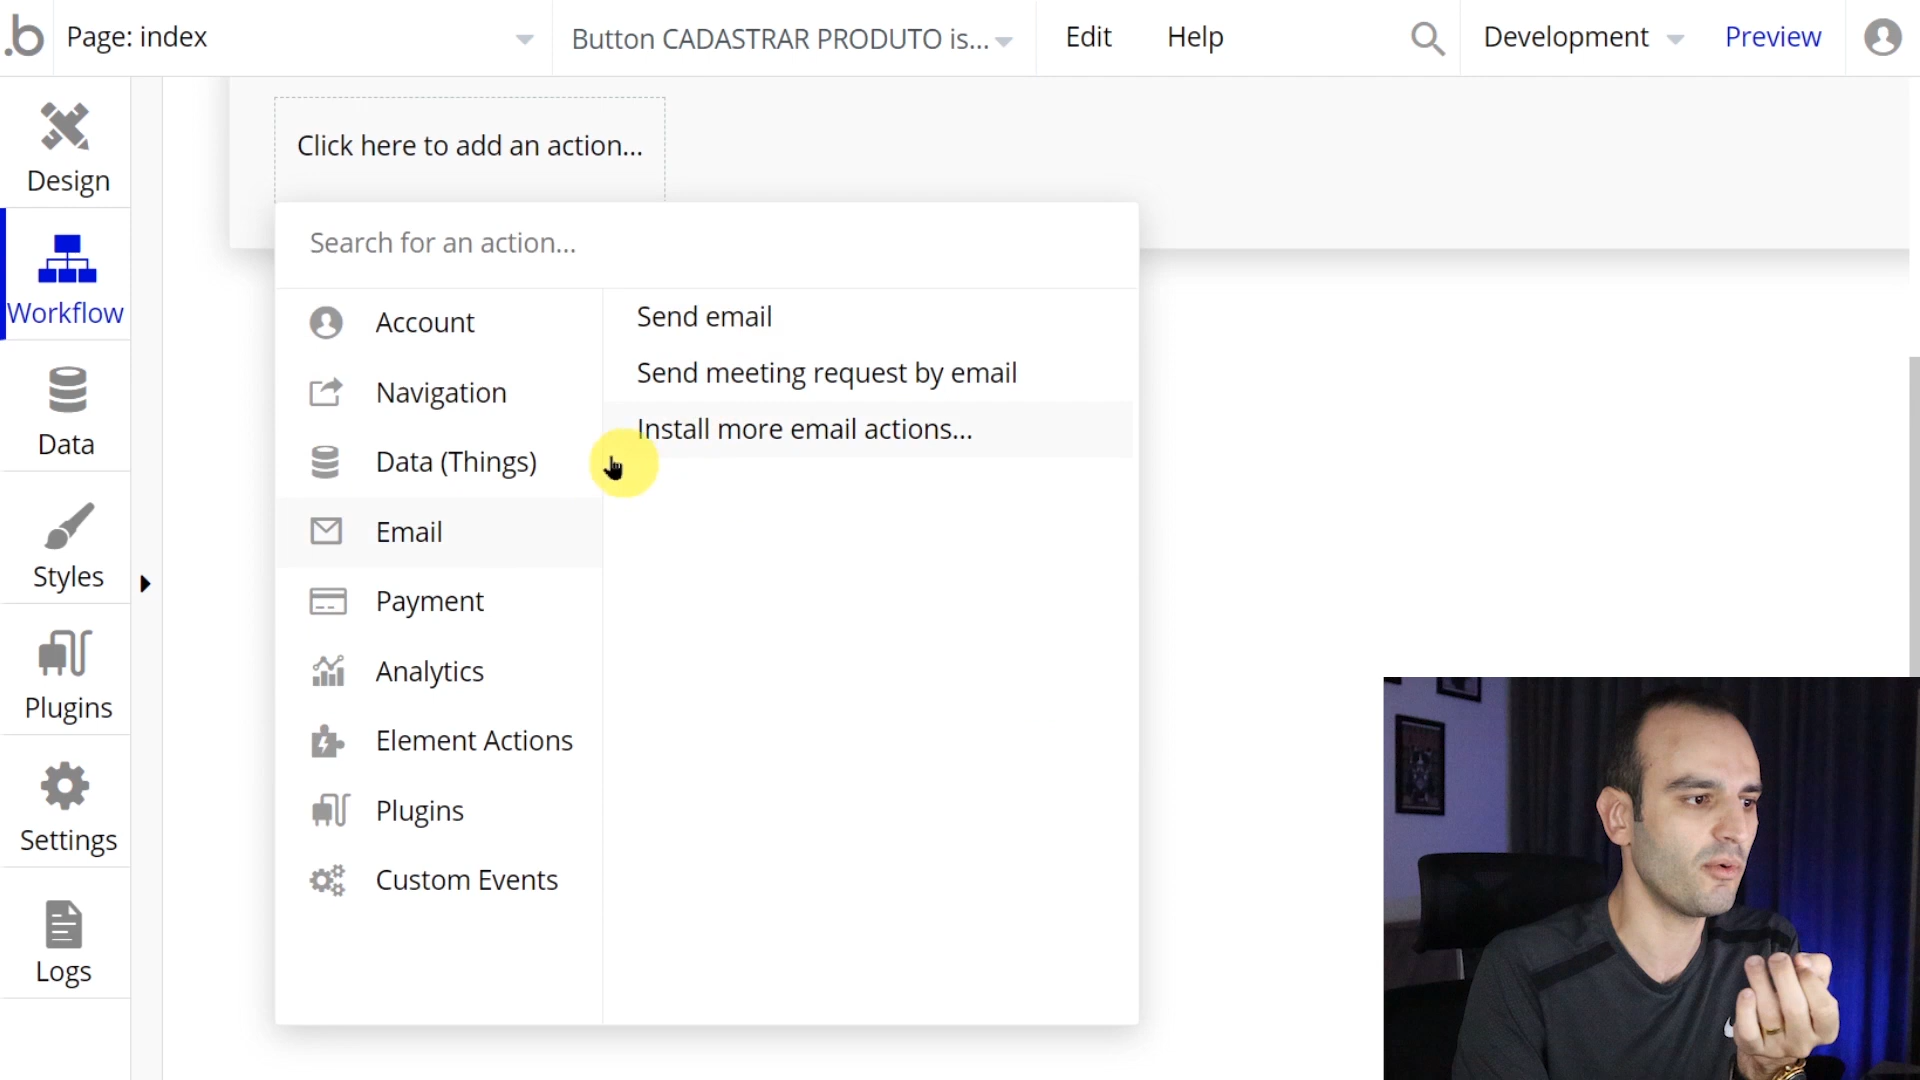 .b
Page: index
Button CADASTRAR PRODUTO is...
Edit
Help
Development
Preview
Design
Workflow
Data
Styles
Plugins
Settings
Logs
Click here to add an action...
Search for an action...
Account
Navigation
Data (Things)
Email
Payment
Analytics
Element Actions
Plugins
Custom Events
Send email
Send meeting request by email
Install more email actions...